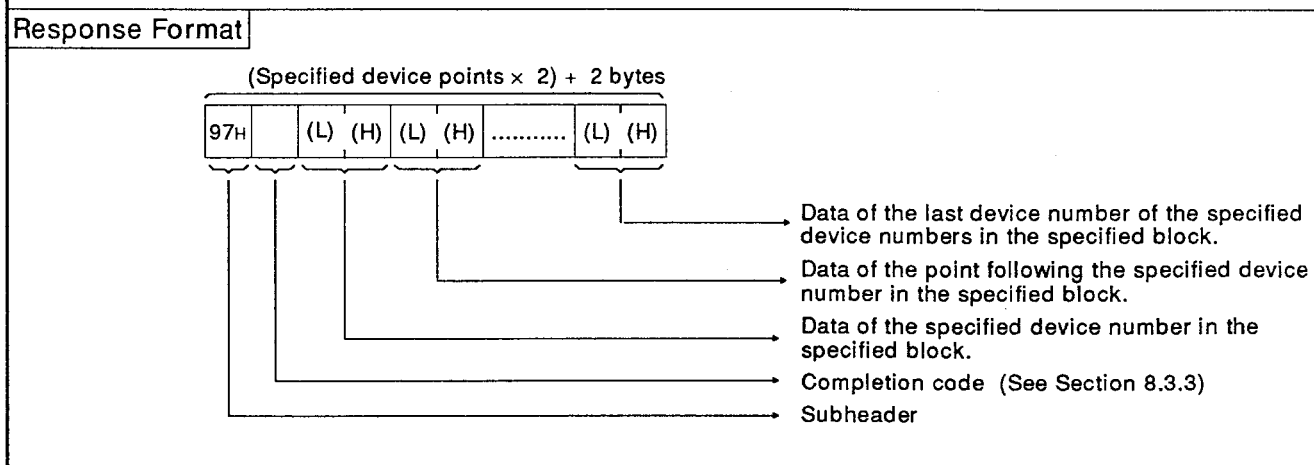 Response Format
(Specified device points × 2) + 2 bytes
97H (L) (H) (L) (H) ........... (L) (H)
Data of the last device number of the specified
device numbers in the specified block.
Data of the point following the specified device
number in the specified block.
Data of the specified device number in the
specified block.
Completion code (See Section 8.3.3)
Subheader